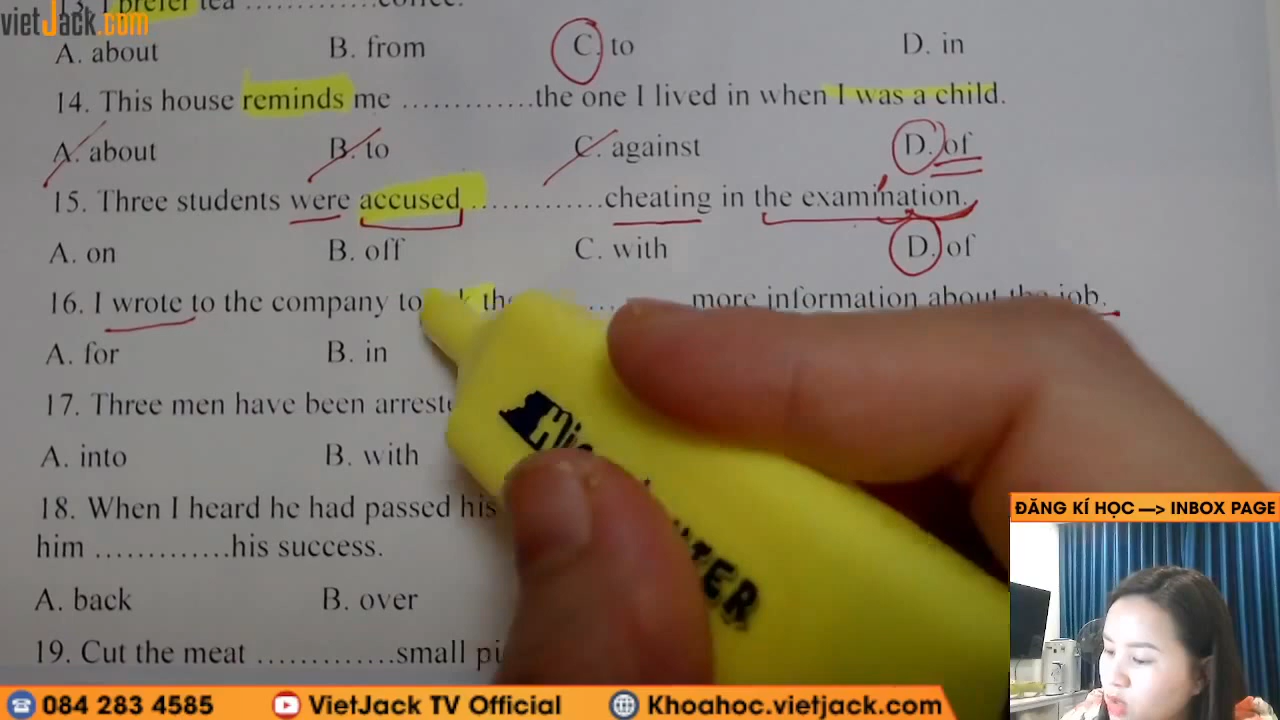 vietJack.com
13. I prefer tea .............coffee.
A. about B. from C. to D. in
14. This house reminds me .............the one I lived in when I was a child.
A. about B. to C. against D. of
15. Three students were accused .............cheating in the examination.
A. on B. off C. with D. of
16. I wrote to the company to more information about the job.
A. for B. in
17. Three men have been
A. into B. with
18. When I heard he had passed his
him .............his success.
A. back B. over
19. Cut the meat .............small
ĐĂNG KÍ HỌC —> INBOX PAGE
084 283 4585 VietJack TV Official Khoahoc.vietjack.com